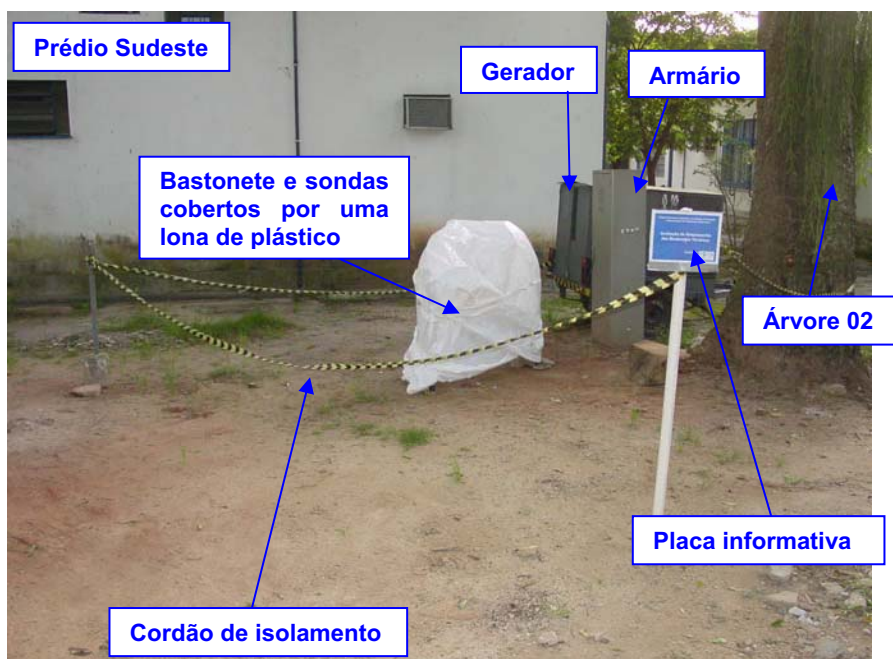 Prédio Sudeste
Gerador
Armário
Bastonete e sondas
cobertos por uma
lona de plástico
Árvore 02
Placa informativa
Cordão de isolamento